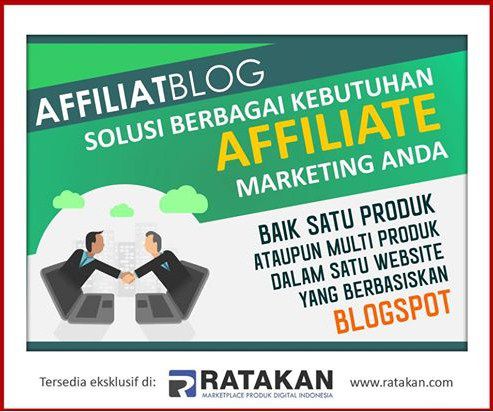 AFFILIATBLOG
SOLUSI BERBAGAI KEBUTUHAN
AFFILIATE
MARKETING ANDA
BAIK SATU PRODUK
ATAUPUN MULTI PRODUK
DALAM SATU WEBSITE
YANG BERBASISKAN
BLOGSPOT
Tersedia eksklusif di:
RATAKAN
MARKETPLACE PRODUK DIGITAL INDONESIA
www.ratakan.com